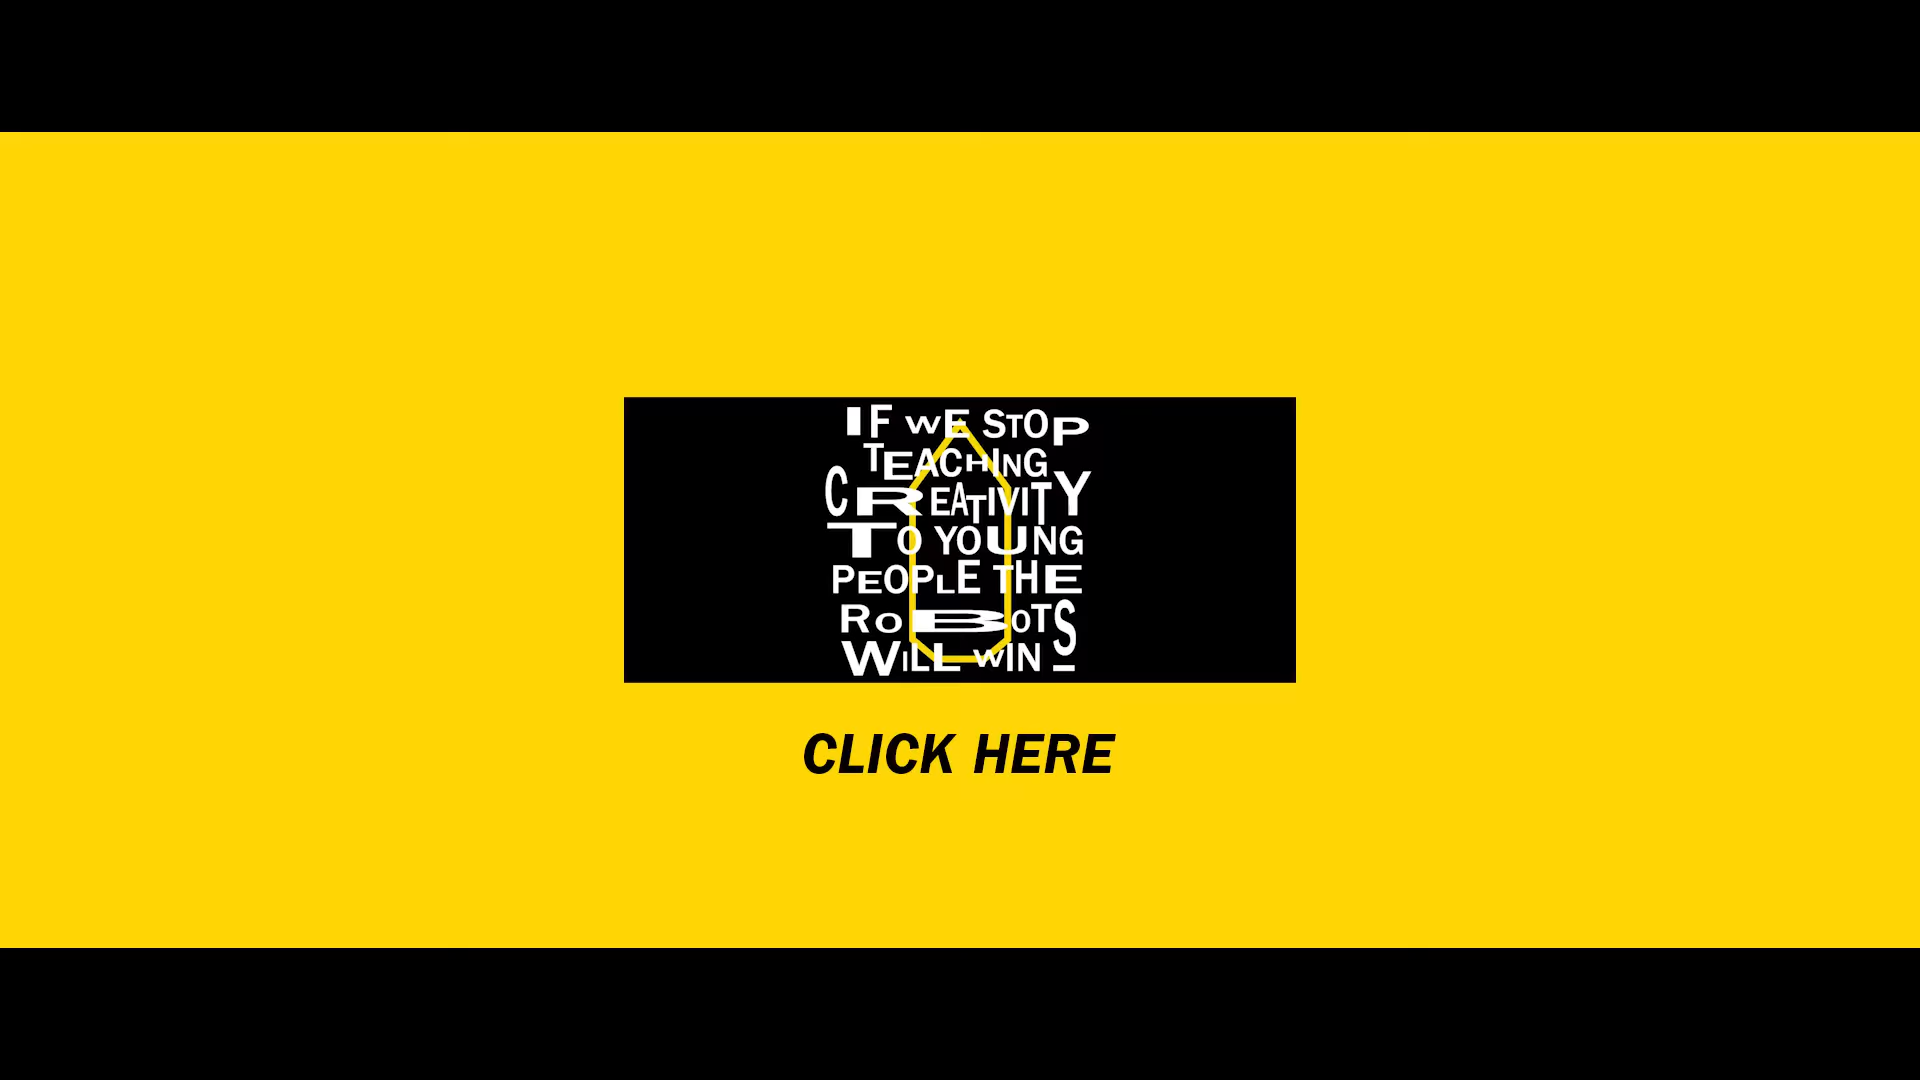 IF WE STOP
TEACHING
CREATIVITY
TO YOUNG
PEOPLE THE
ROBOTS
WILL WIN
CLICK HERE